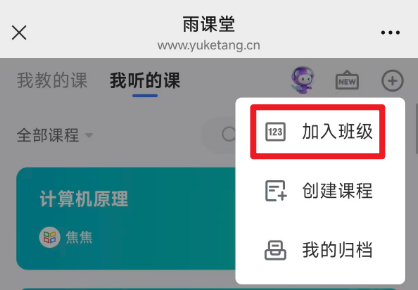 雨课堂
www.yuketang.cn
我教的课 我听的课 NEW
全部课程
123 加入班级
计算机原理
创建课程
焦焦
我的归档